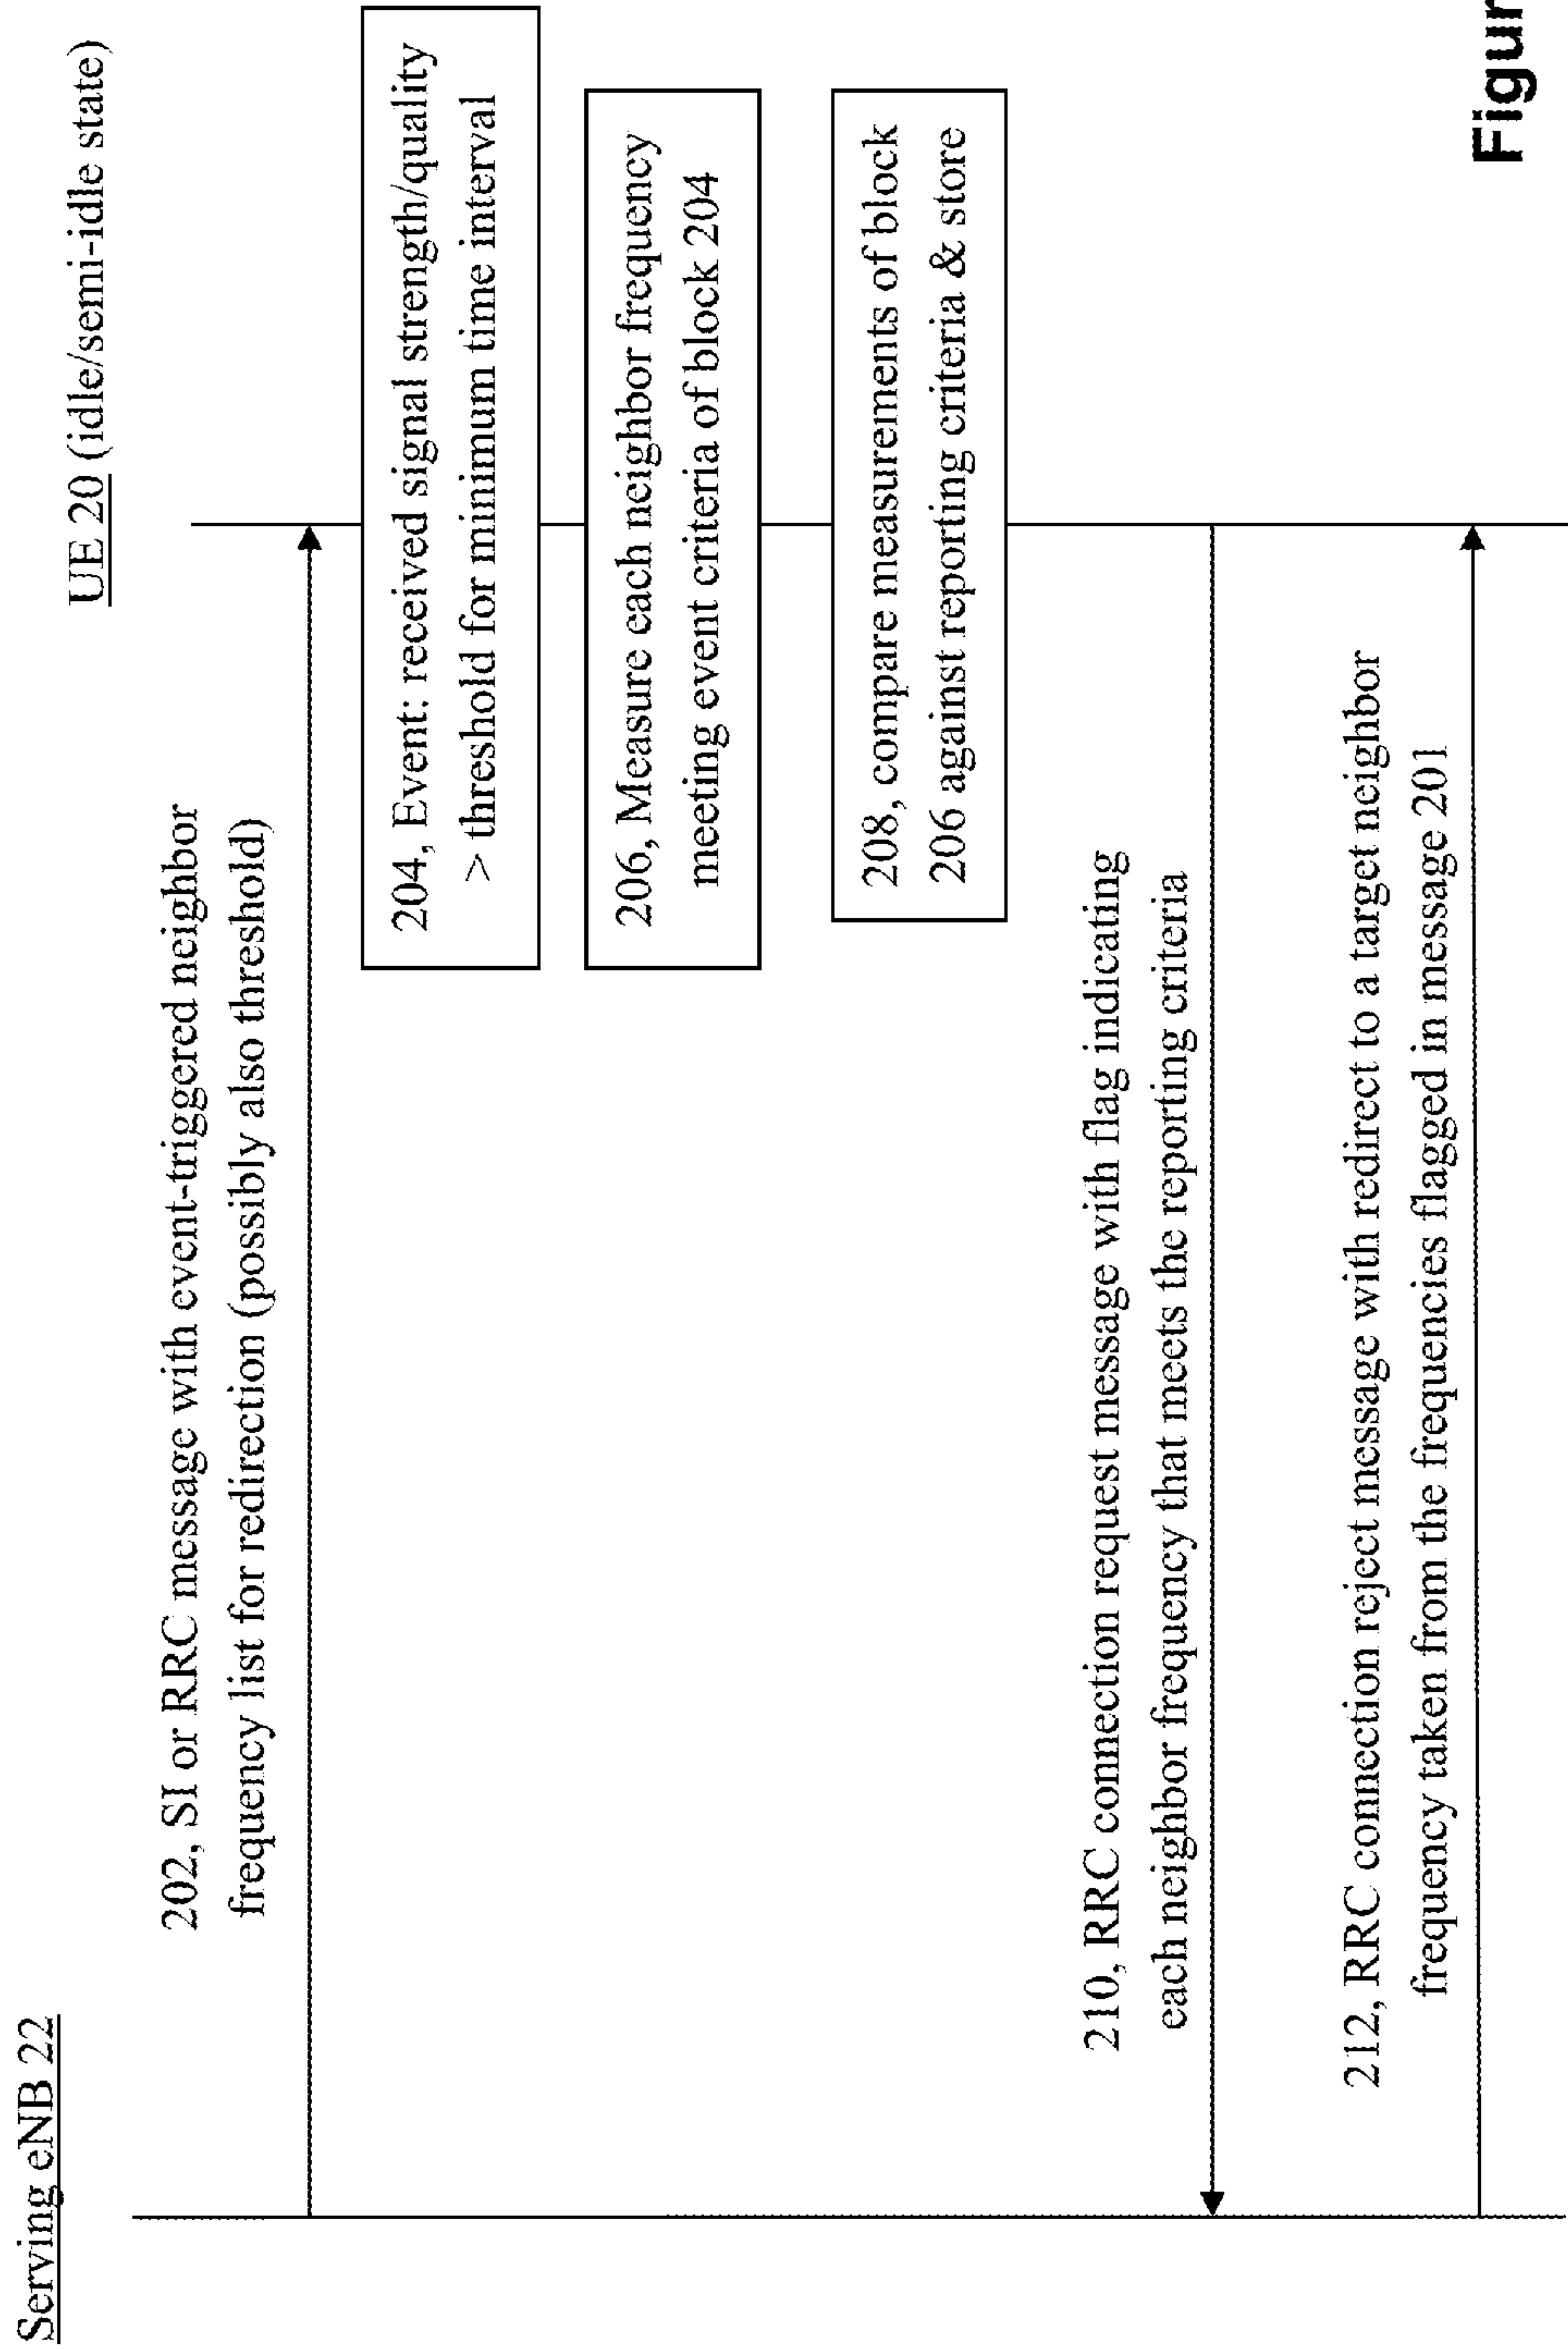 Serving eNB 22
UE 20 (idle/semi-idle state)
202, SI or RRC message with event-triggered neighbor
frequency list for redirection (possibly also threshold)
204, Event: received signal strength/quality
> threshold for minimum time interval
206, Measure each neighbor frequency
meeting event criteria of block 204
208, compare measurements of block
206 against reporting criteria & store
210, RRC connection request message with flag indicating
each neighbor frequency that meets the reporting criteria
212, RRC connection reject message with redirect to a target neighbor
frequency taken from the frequencies flagged in message 201